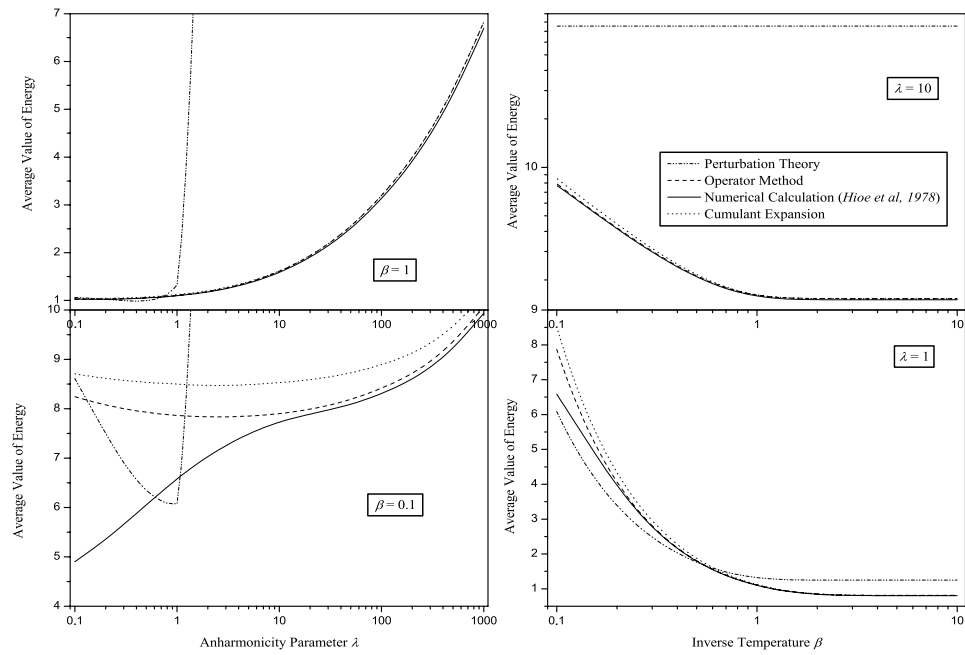 7
6
5
4
3
2
1
10
0.1
1
10
100
1000
Average Value of Energy
β = 1
10
9
Average Value of Energy
λ = 10
Perturbation Theory
Operator Method
Numerical Calculation (Hioe et al, 1978)
Cumulant Expansion
0.1
1
10
9
8
7
6
5
4
Average Value of Energy
β = 0.1
0.1
1
10
100
1000
Anharmonicity Parameter λ
8
7
6
5
4
3
2
1
Average Value of Energy
λ = 1
0.1
1
10
Inverse Temperature β